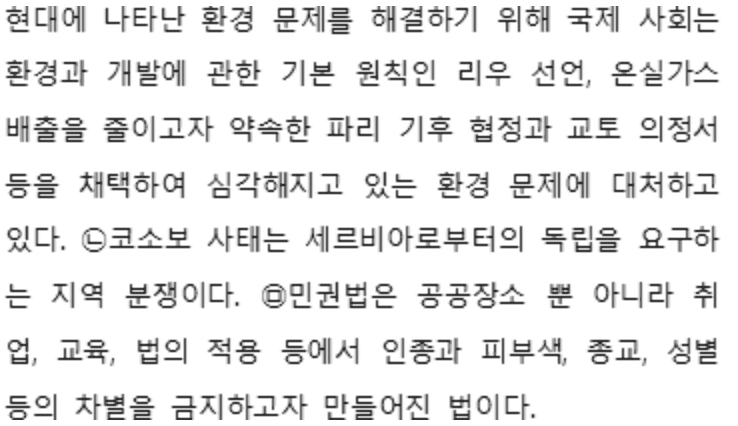 현대에 나타난 환경 문제를 해결하기 위해 국제 사회는
환경과 개발에 관한 기본 원칙인 리우 선언, 온실가스
배출을 줄이고자 약속한 파리 기후 협정과 교토 의정서
등을 채택하여 심각해지고 있는 환경 문제에 대처하고
있다. ㉡코소보 사태는 세르비아로부터의 독립을 요구하
는 지역 분쟁이다. ㉤민권법은 공공장소 뿐 아니라 취
업, 교육, 법의 적용 등에서 인종과 피부색, 종교, 성별
등의 차별을 금지하고자 만들어진 법이다.